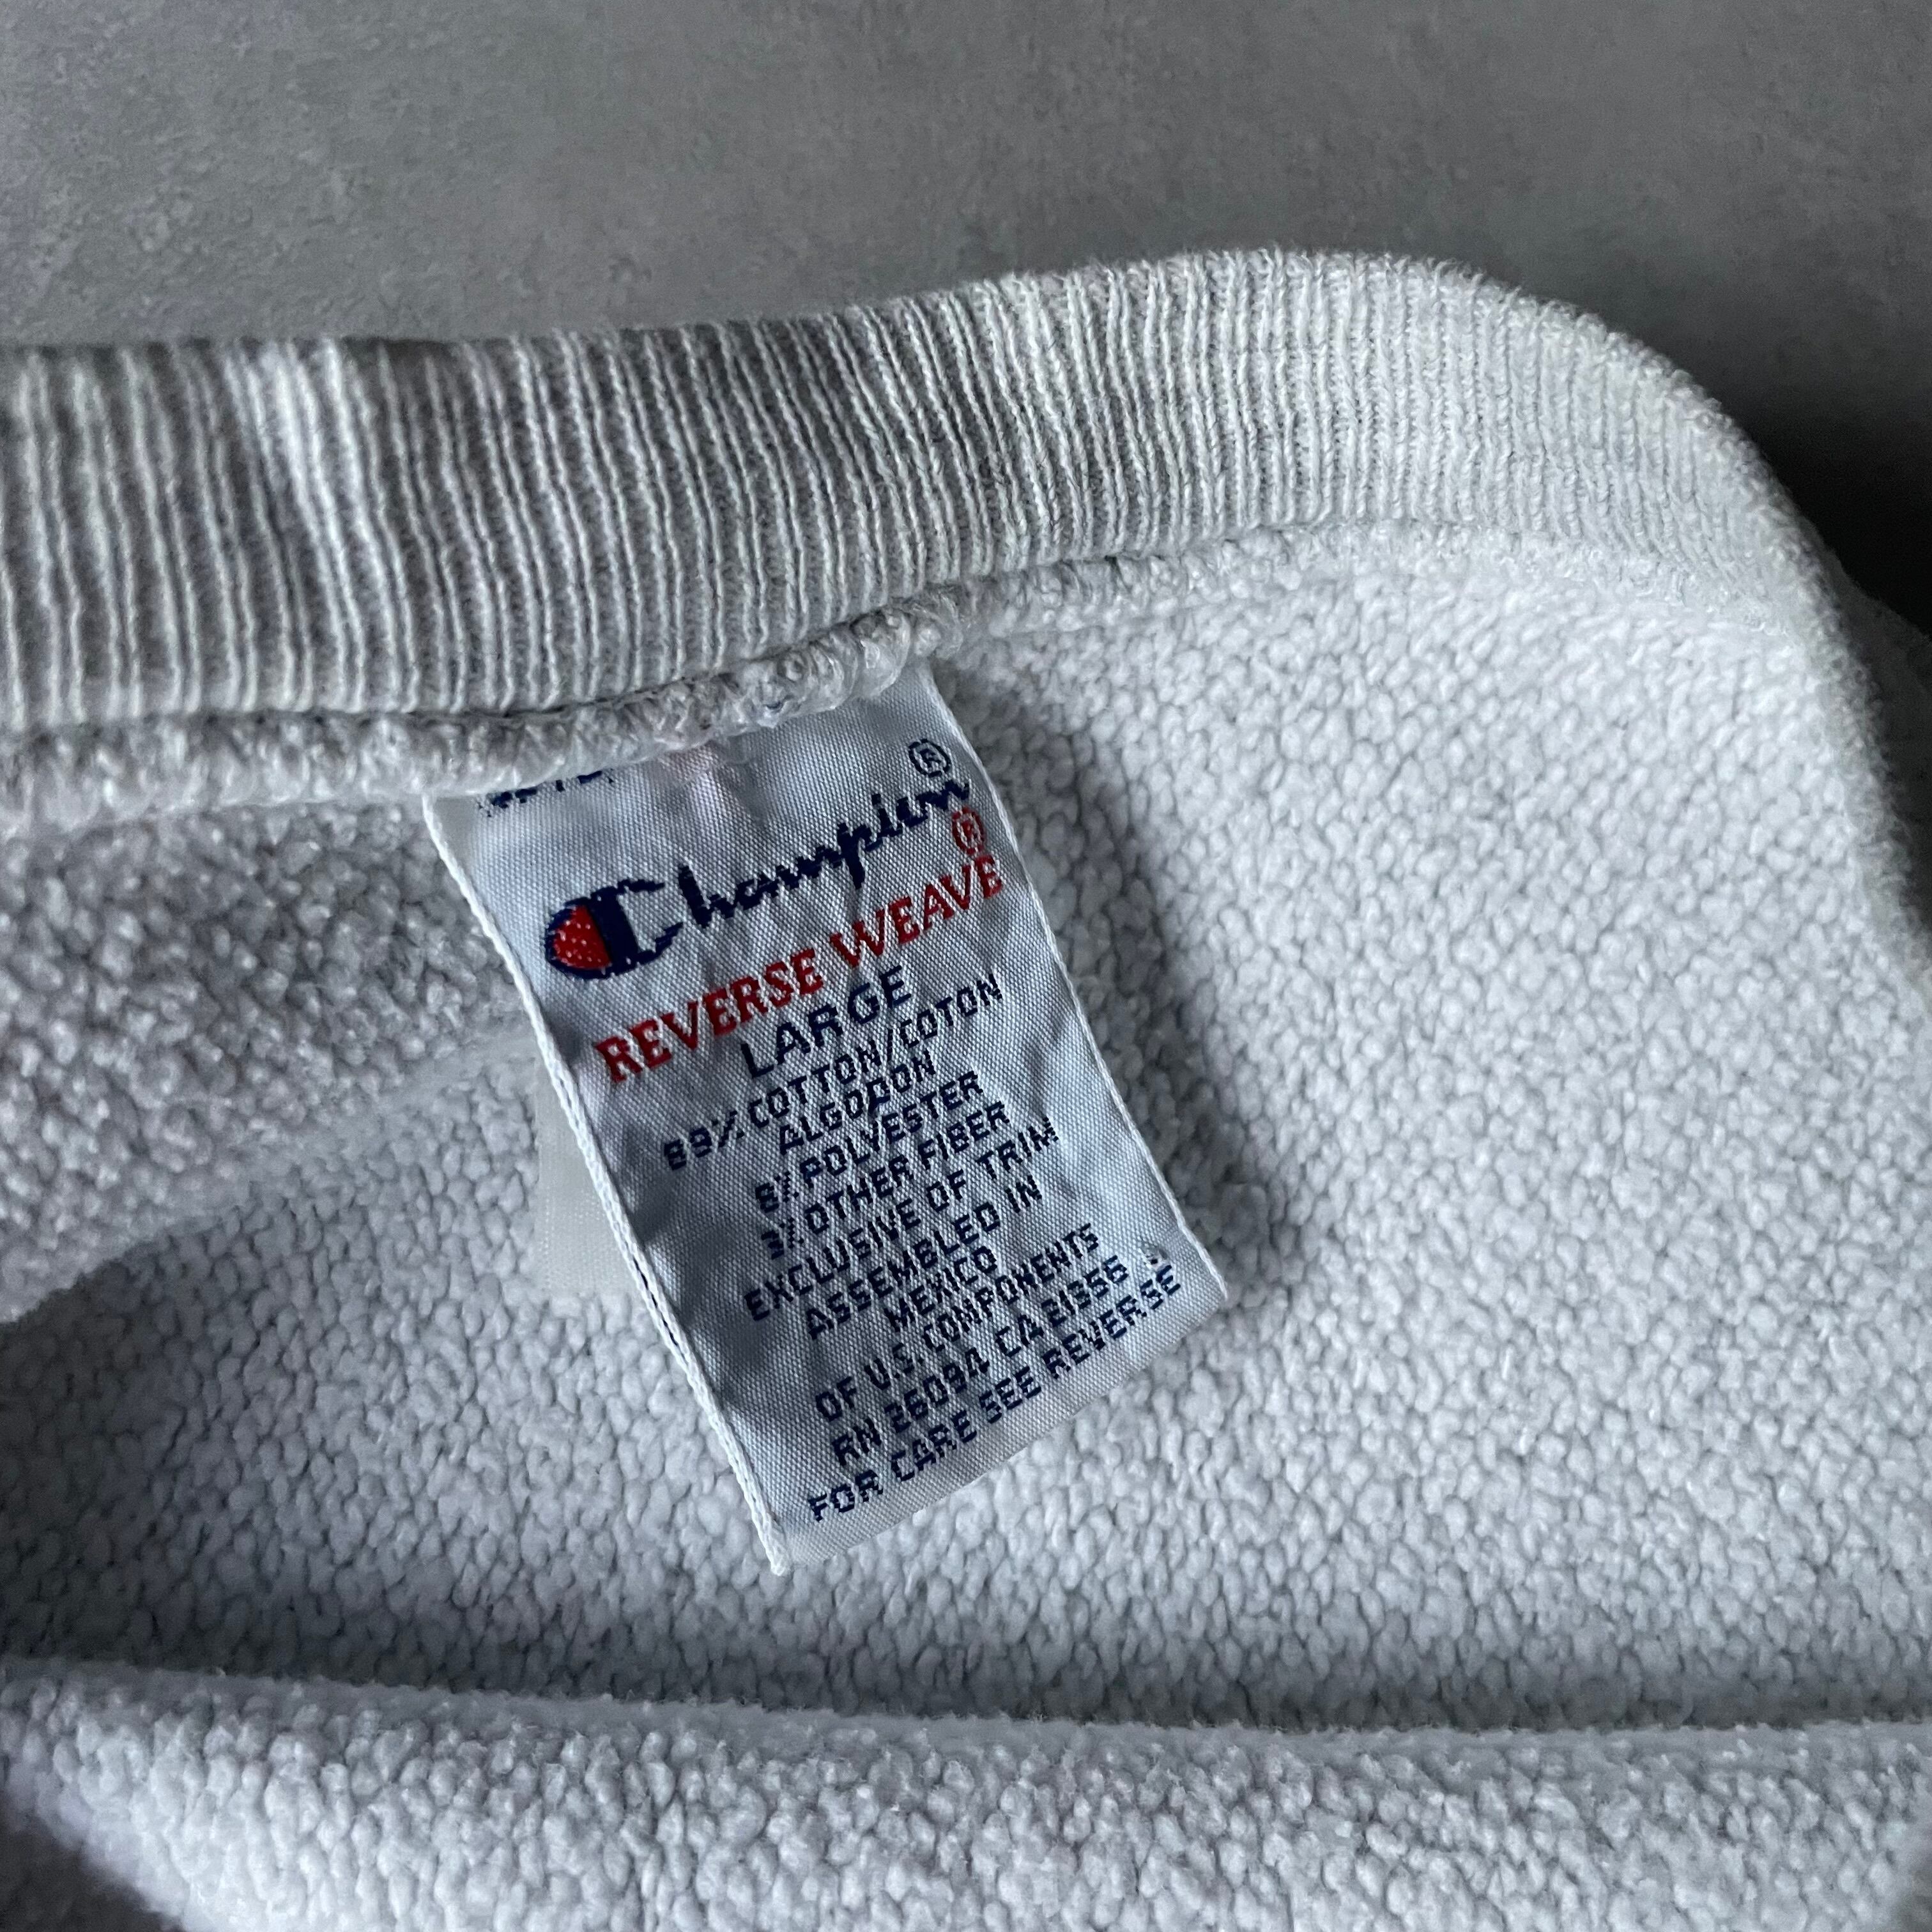 Champion®
REVERSE WEAVE®
LARGE
89% COTTON/COTON
ALGODON
8% POLYESTER
3% OTHER FIBER
EXCLUSIVE OF TRIM
ASSEMBLED IN
MEXICO
OF U.S. COMPONENTS
RN 26094 CA 21356
FOR CARE SEE REVERSE